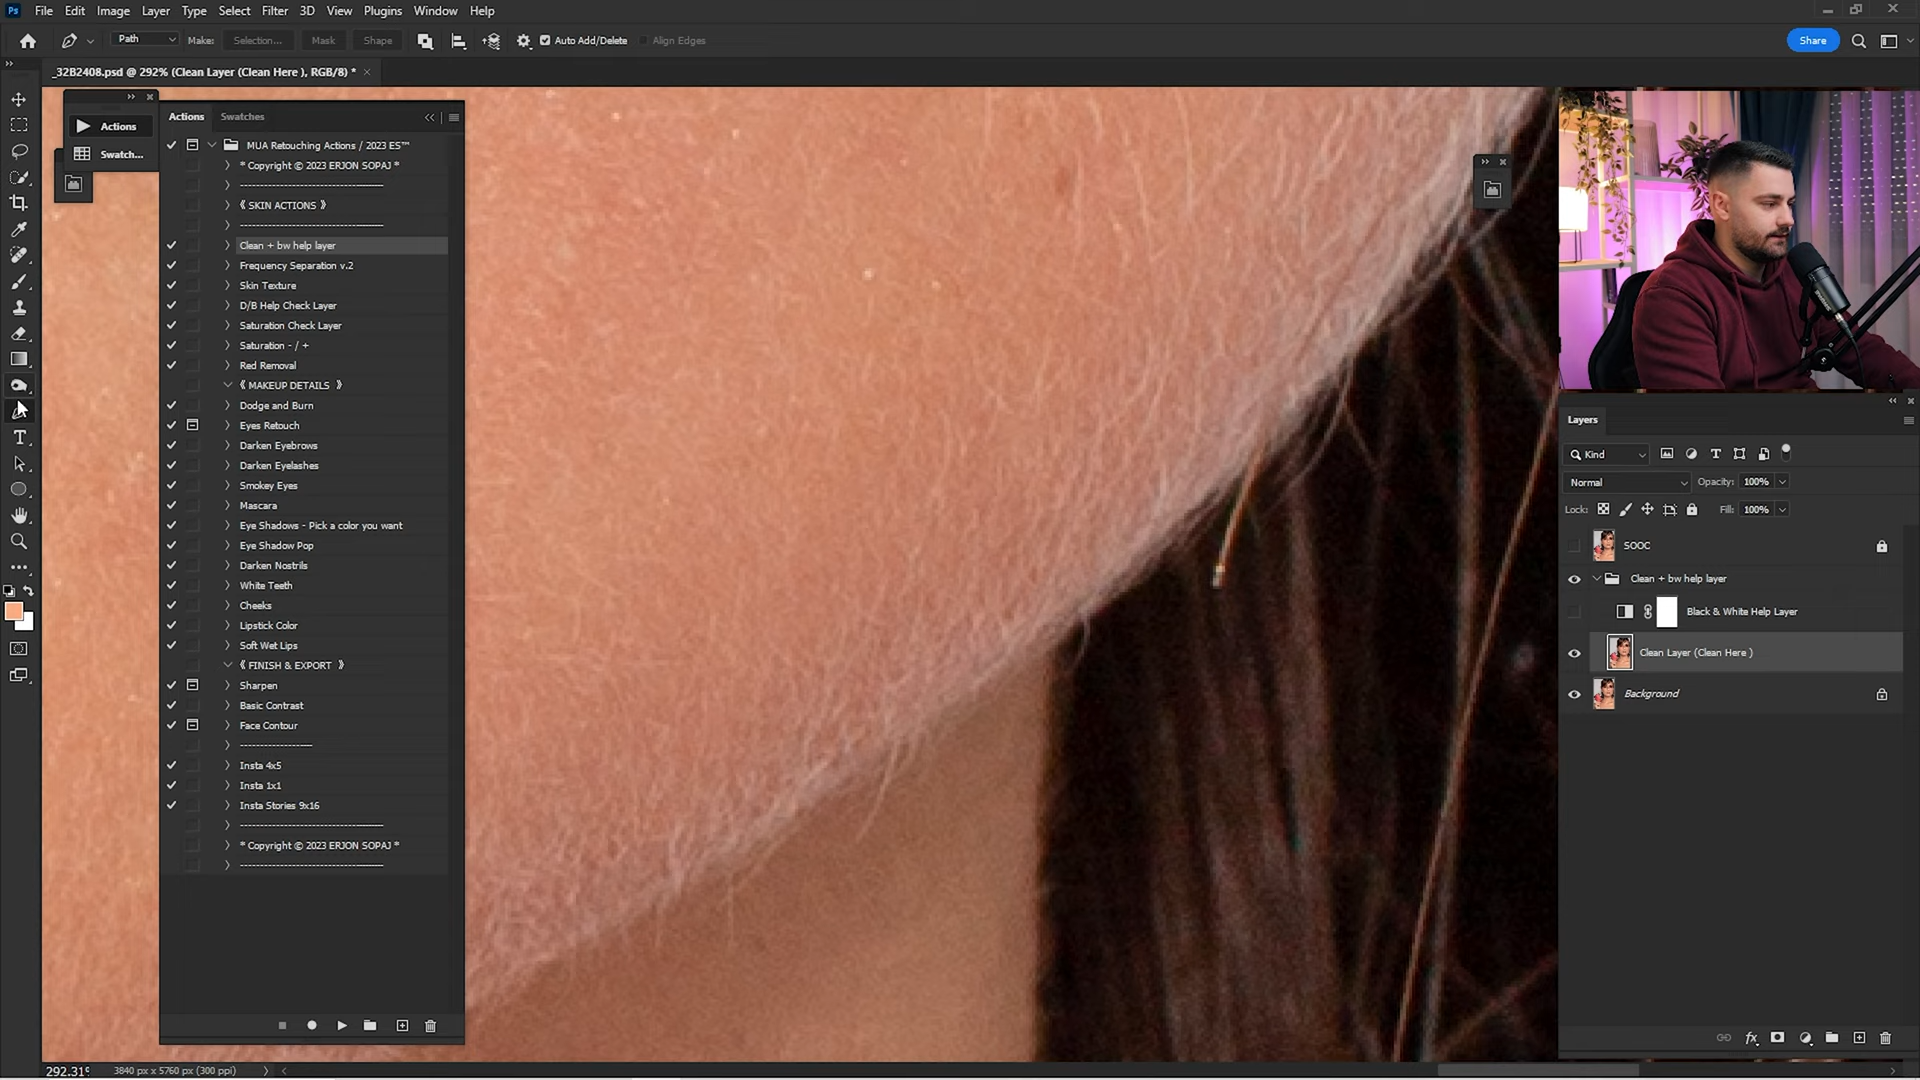 Ps File Edit Image Layer Type Select Filter 3D View Plugins Window Help
Path Make: Selection... Mask Shape Auto Add/Delete Align Edges Share
_32B2408.psd @ 292% (Clean Layer (Clean Here ), RGB/8) *
Actions
Swatch...
Actions Swatches
MUA Retouching Actions / 2023 ES™
* Copyright © 2023 ERJON SOPAJ *
------------------------------------
《 SKIN ACTIONS 》
------------------------------------
Clean + bw help layer
Frequency Separation v.2
Skin Texture
D/B Help Check Layer
Saturation Check Layer
Saturation - / +
Red Removal
《 MAKEUP DETAILS 》
Dodge and Burn
Eyes Retouch
Darken Eyebrows
Darken Eyelashes
Smokey Eyes
Mascara
Eye Shadows - Pick a color you want
Eye Shadow Pop
Darken Nostrils
White Teeth
Cheeks
Lipstick Color
Soft Wet Lips
《 FINISH & EXPORT 》
Sharpen
Basic Contrast
Face Contour
------------------
Insta 4x5
Insta 1x1
Insta Stories 9x16
------------------------------------
* Copyright © 2023 ERJON SOPAJ *
------------------------------------
Layers
Kind
Normal Opacity: 100%
Lock: Fill: 100%
SOOC
Clean + bw help layer
Black & White Help Layer
Clean Layer (Clean Here )
Background
292.31% 3840 px x 5760 px (300 ppi)